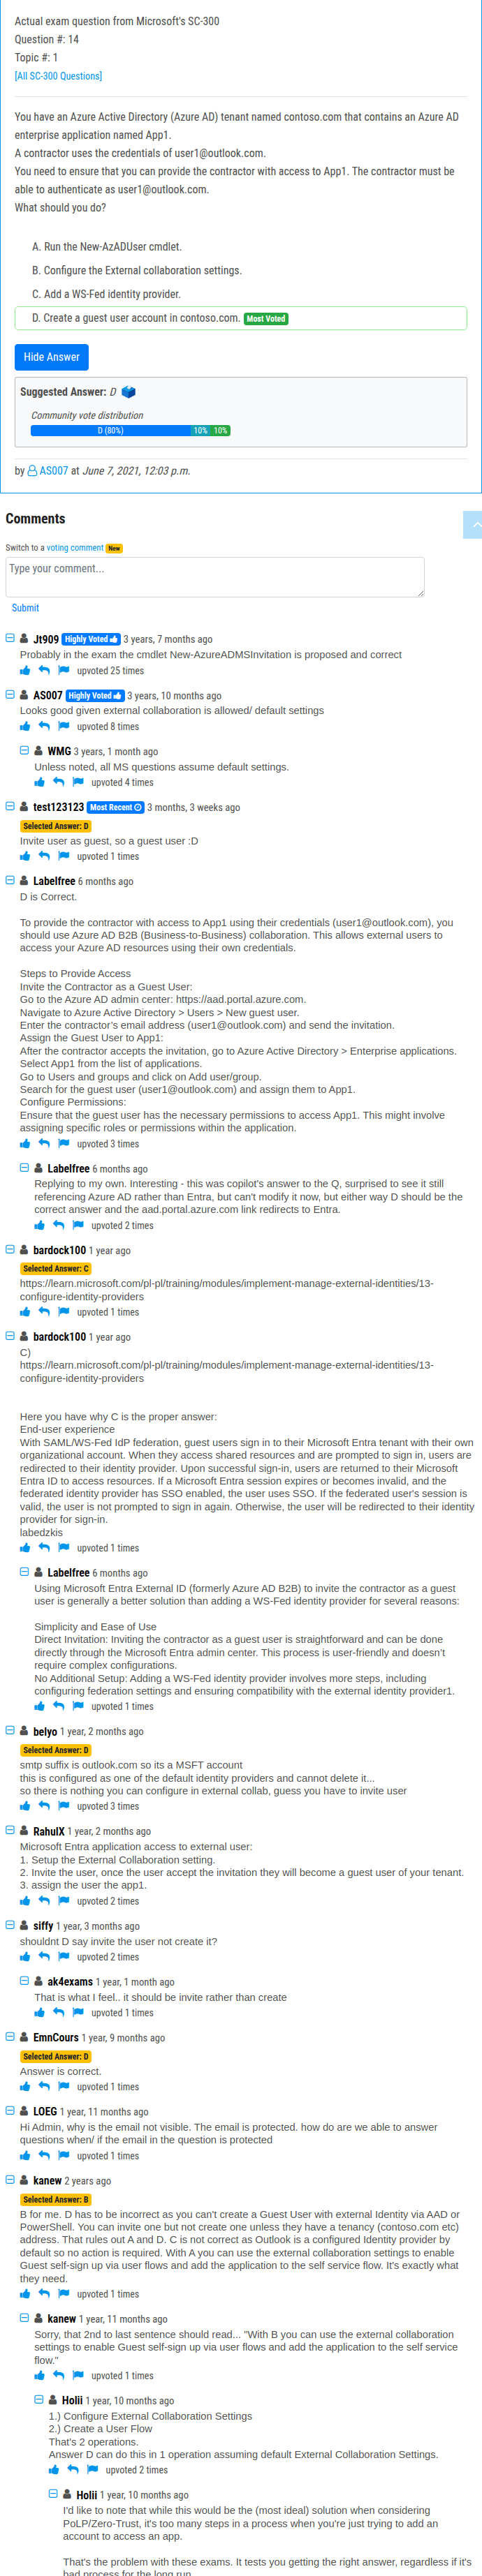 Actual exam question from Microsoft's SC-300
Question #: 14
Topic #: 1
[All SC-300 Questions]
You have an Azure Active Directory (Azure AD) tenant named contoso.com that contains an Azure AD
enterprise application named App1.
A contractor uses the credentials of user1@outlook.com.
You need to ensure that you can provide the contractor with access to App1. The contractor must be
able to authenticate as user1@outlook.com.
What should you do?
A. Run the New-AzADUser cmdlet.
B. Configure the External collaboration settings.
C. Add a WS-Fed identity provider.
D. Create a guest user account in contoso.com. Most Voted
Hide Answer
Suggested Answer: D
Community vote distribution
D (80%) 10% 10%
by AS007 at June 7, 2021, 12:03 p.m.
Comments
Switch to a voting comment New
Type your comment...
Submit
Jt909 Highly Voted 3 years, 7 months ago
Probably in the exam the cmdlet New-AzureADMSInvitation is proposed and correct
upvoted 25 times
AS007 Highly Voted 3 years, 10 months ago
Looks good given external collaboration is allowed/ default settings
upvoted 8 times
WMG 3 years, 1 month ago
Unless noted, all MS questions assume default settings.
upvoted 4 times
test123123 Most Recent 3 months, 3 weeks ago
Selected Answer: D
Invite user as guest, so a guest user :D
upvoted 1 times
Labelfree 6 months ago
D is Correct.
To provide the contractor with access to App1 using their credentials (user1@outlook.com), you
should use Azure AD B2B (Business-to-Business) collaboration. This allows external users to
access your Azure AD resources using their own credentials.
Steps to Provide Access
Invite the Contractor as a Guest User:
Go to the Azure AD admin center: https://aad.portal.azure.com.
Navigate to Azure Active Directory > Users > New guest user.
Enter the contractor's email address (user1@outlook.com) and send the invitation.
Assign the Guest User to App1:
After the contractor accepts the invitation, go to Azure Active Directory > Enterprise applications.
Select App1 from the list of applications.
Go to Users and groups and click on Add user/group.
Search for the guest user (user1@outlook.com) and assign them to App1.
Configure Permissions:
Ensure that the guest user has the necessary permissions to access App1. This might involve
assigning specific roles or permissions within the application.
upvoted 3 times
Labelfree 6 months ago
Replying to my own. Interesting - this was copilot's answer to the Q, surprised to see it still
referencing Azure AD rather than Entra, but can't modify it now, but either way D should be the
correct answer and the aad.portal.azure.com link redirects to Entra.
upvoted 2 times
bardock100 1 year ago
Selected Answer: C
https://learn.microsoft.com/pl-pl/training/modules/implement-manage-external-identities/13-
configure-identity-providers
upvoted 1 times
bardock100 1 year ago
C)
https://learn.microsoft.com/pl-pl/training/modules/implement-manage-external-identities/13-
configure-identity-providers
Here you have why C is the proper answer:
End-user experience
With SAML/WS-Fed IdP federation, guest users sign in to their Microsoft Entra tenant with their own
organizational account. When they access shared resources and are prompted to sign in, users are
redirected to their identity provider. Upon successful sign-in, users are returned to their Microsoft
Entra ID to access resources. If a Microsoft Entra session expires or becomes invalid, and the
federated identity provider has SSO enabled, the user uses SSO. If the federated user's session is
valid, the user is not prompted to sign in again. Otherwise, the user will be redirected to their identity
provider for sign-in.
labedzkis
upvoted 1 times
Labelfree 6 months ago
Using Microsoft Entra External ID (formerly Azure AD B2B) to invite the contractor as a guest
user is generally a better solution than adding a WS-Fed identity provider for several reasons:
Simplicity and Ease of Use
Direct Invitation: Inviting the contractor as a guest user is straightforward and can be done
directly through the Microsoft Entra admin center. This process is user-friendly and doesn't
require complex configurations.
No Additional Setup: Adding a WS-Fed identity provider involves more steps, including
configuring federation settings and ensuring compatibility with the external identity provider1.
upvoted 1 times
belyo 1 year, 2 months ago
Selected Answer: D
smtp suffix is outlook.com so its a MSFT account
this is configured as one of the default identity providers and cannot delete it...
so there is nothing you can configure in external collab, guess you have to invite user
upvoted 3 times
RahulX 1 year, 2 months ago
Microsoft Entra application access to external user:
1. Setup the External Collaboration setting.
2. Invite the user, once the user accept the invitation they will become a guest user of your tenant.
3. assign the user the app1.
upvoted 2 times
siffy 1 year, 3 months ago
shouldnt D say invite the user not create it?
upvoted 2 times
ak4exams 1 year, 1 month ago
That is what I feel.. it should be invite rather than create
upvoted 1 times
EmnCours 1 year, 9 months ago
Selected Answer: D
Answer is correct.
upvoted 1 times
LOEG 1 year, 11 months ago
Hi Admin, why is the email not visible. The email is protected. how do are we able to answer
questions when/ if the email in the question is protected
upvoted 1 times
kanew 2 years ago
Selected Answer: B
B for me. D has to be incorrect as you can't create a Guest User with external Identity via AAD or
PowerShell. You can invite one but not create one unless they have a tenancy (contoso.com etc)
address. That rules out A and D. C is not correct as Outlook is a configured Identity provider by
default so no action is required. With A you can use the external collaboration settings to enable
Guest self-sign up via user flows and add the application to the self service flow. It's exactly what
they need.
upvoted 1 times
kanew 1 year, 11 months ago
Sorry, that 2nd to last sentence should read... "With B you can use the external collaboration
settings to enable Guest self-sign up via user flows and add the application to the self service
flow."
upvoted 1 times
Holii 1 year, 10 months ago
1.) Configure External Collaboration Settings
2.) Create a User Flow
That's 2 operations.
Answer D can do this in 1 operation assuming default External Collaboration Settings.
upvoted 2 times
Holii 1 year, 10 months ago
I'd like to note that while this would be the (most ideal) solution when considering
PoLP/Zero-Trust, it's too many steps in a process when you're just trying to add an
account to access an app.
That's the problem with these exams. It tests you getting the right answer, regardless if it's
bad process for the long run